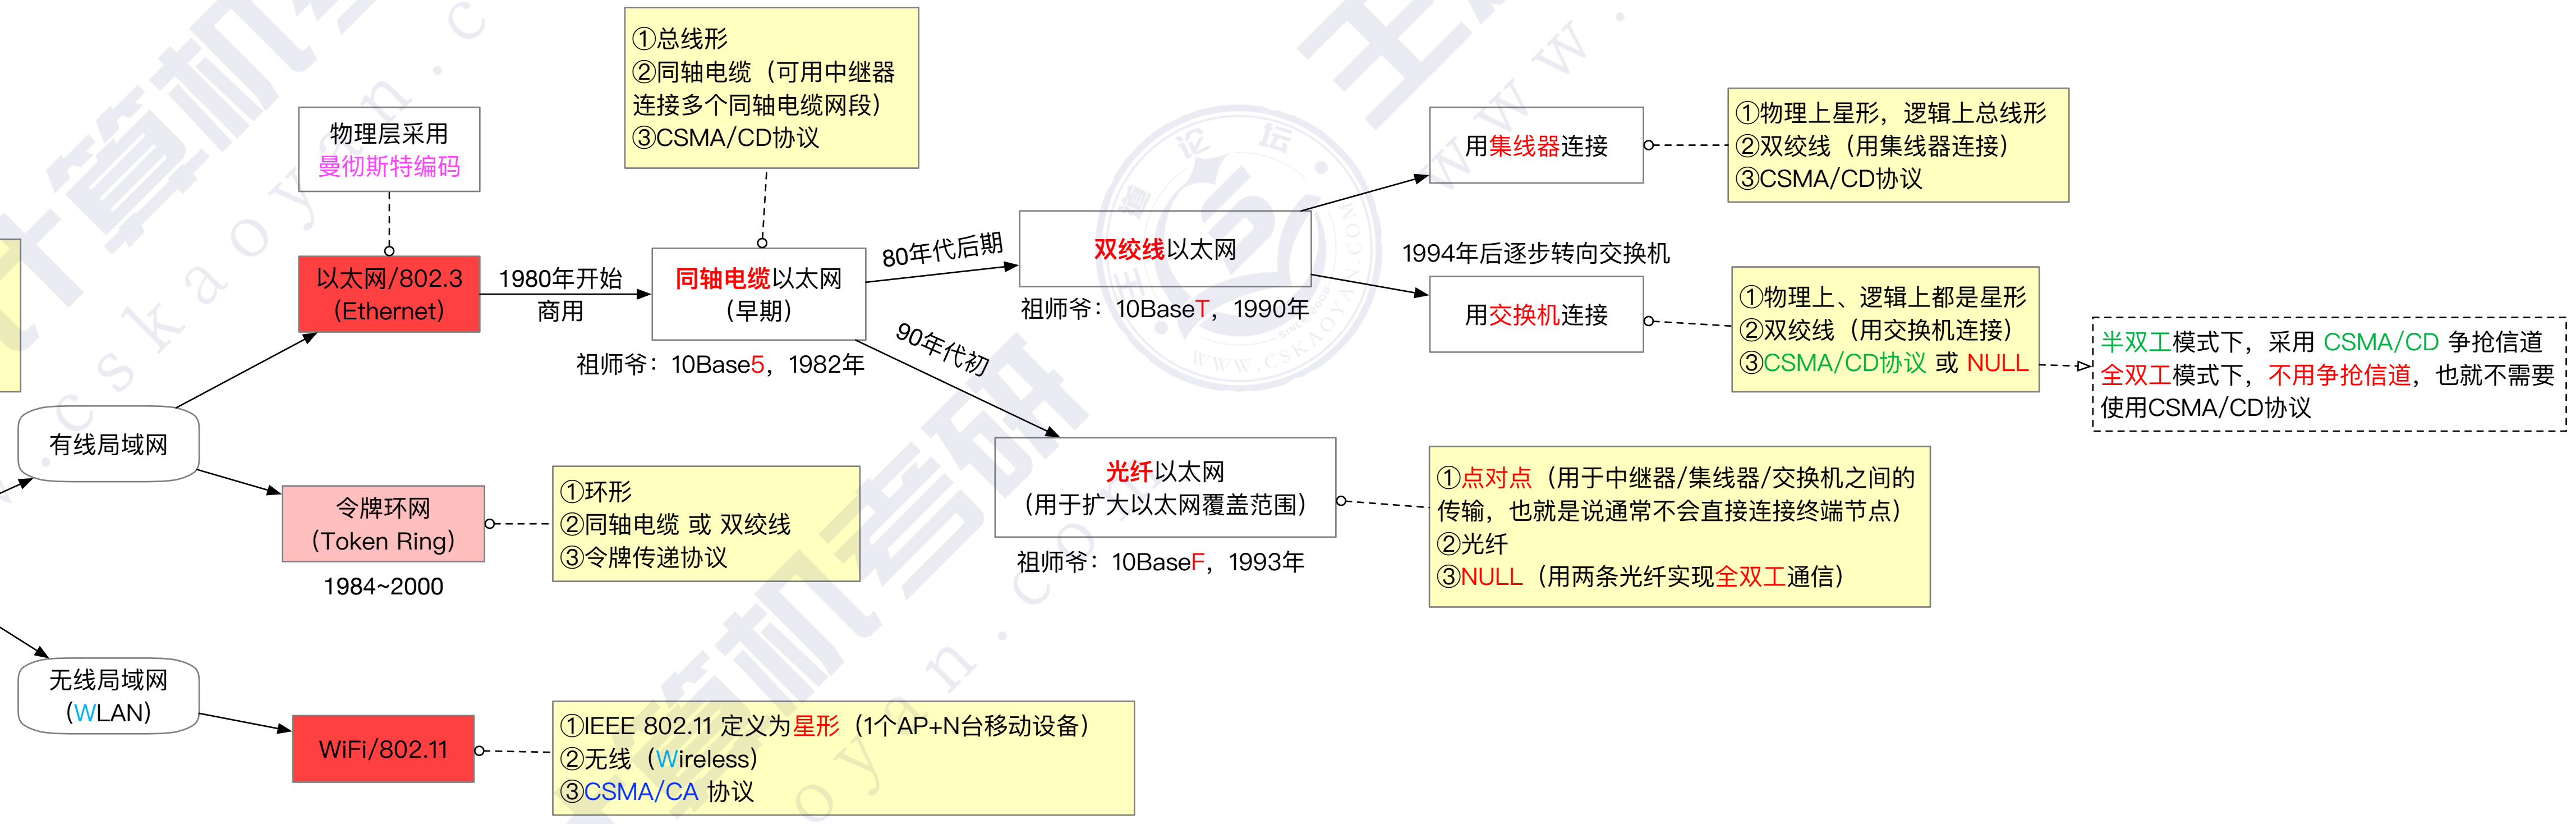 ①总线形
②同轴电缆（可用中继器
连接多个同轴电缆网段）
③CSMA/CD协议
物理层采用
曼彻斯特编码
以太网/802.3
（Ethernet）
1980年开始
商用
同轴电缆以太网
（早期）
祖师爷：10Base5，1982年
80年代后期
双绞线以太网
祖师爷：10BaseT，1990年
用集线器连接
①物理上星形，逻辑上总线形
②双绞线（用集线器连接）
③CSMA/CD协议
1994年后逐步转向交换机
用交换机连接
①物理上、逻辑上都是星形
②双绞线（用交换机连接）
③CSMA/CD协议 或 NULL
半双工模式下，采用 CSMA/CD 争抢信道
全双工模式下，不用争抢信道，也就不需要
使用CSMA/CD协议
90年代初
光纤以太网
（用于扩大以太网覆盖范围）
祖师爷：10BaseF，1993年
①点对点（用于中继器/集线器/交换机之间的
传输，也就是说通常不会直接连接终端节点）
②光纤
③NULL（用两条光纤实现全双工通信）
有线局域网
令牌环网
（Token Ring）
1984~2000
①环形
②同轴电缆 或 双绞线
③令牌传递协议
无线局域网
（WLAN）
WiFi/802.11
①IEEE 802.11 定义为星形（1个AP+N台移动设备）
②无线（Wireless）
③CSMA/CA 协议
计算机考研
cskaoyan.c
王道论坛
WWW.CSKAOYAN.COM